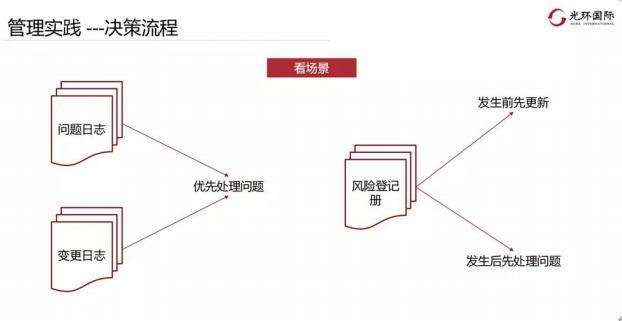 管理实践 ---决策流程
光环国际
看场景
问题日志
变更日志
优先处理问题
风险登记
册
发生前先更新
发生后先处理问题